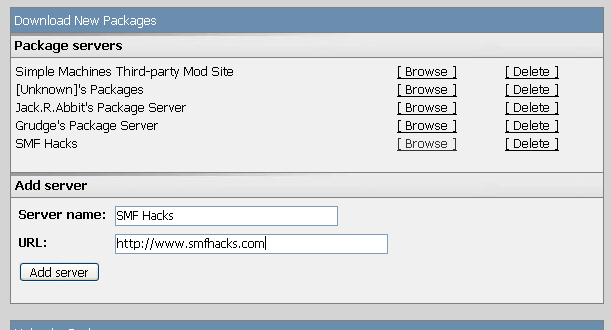 Download New Packages
Package servers
Simple Machines Third-party Mod Site [ Browse ] [ Delete ]
[Unknown]'s Packages [ Browse ] [ Delete ]
Jack.R.Abbit's Package Server [ Browse ] [ Delete ]
Grudge's Package Server [ Browse ] [ Delete ]
SMF Hacks [ Browse ] [ Delete ]
Add server
Server name: SMF Hacks
URL: http://www.smfhacks.com
Add server